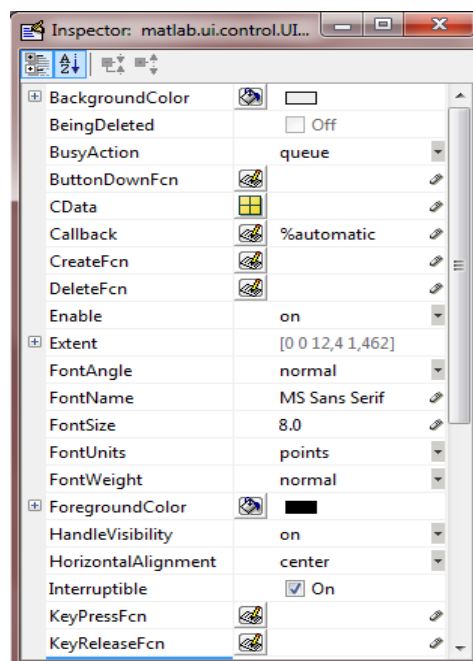 Inspector: matlab.ui.control.UI...
BackgroundColor
BeingDeleted Off
BusyAction queue
ButtonDownFcn
CData
Callback %automatic
CreateFcn
DeleteFcn
Enable on
Extent [0 0 12,4 1,462]
FontAngle normal
FontName MS Sans Serif
FontSize 8.0
FontUnits points
FontWeight normal
ForegroundColor
HandleVisibility on
HorizontalAlignment center
Interruptible On
KeyPressFcn
KeyReleaseFcn